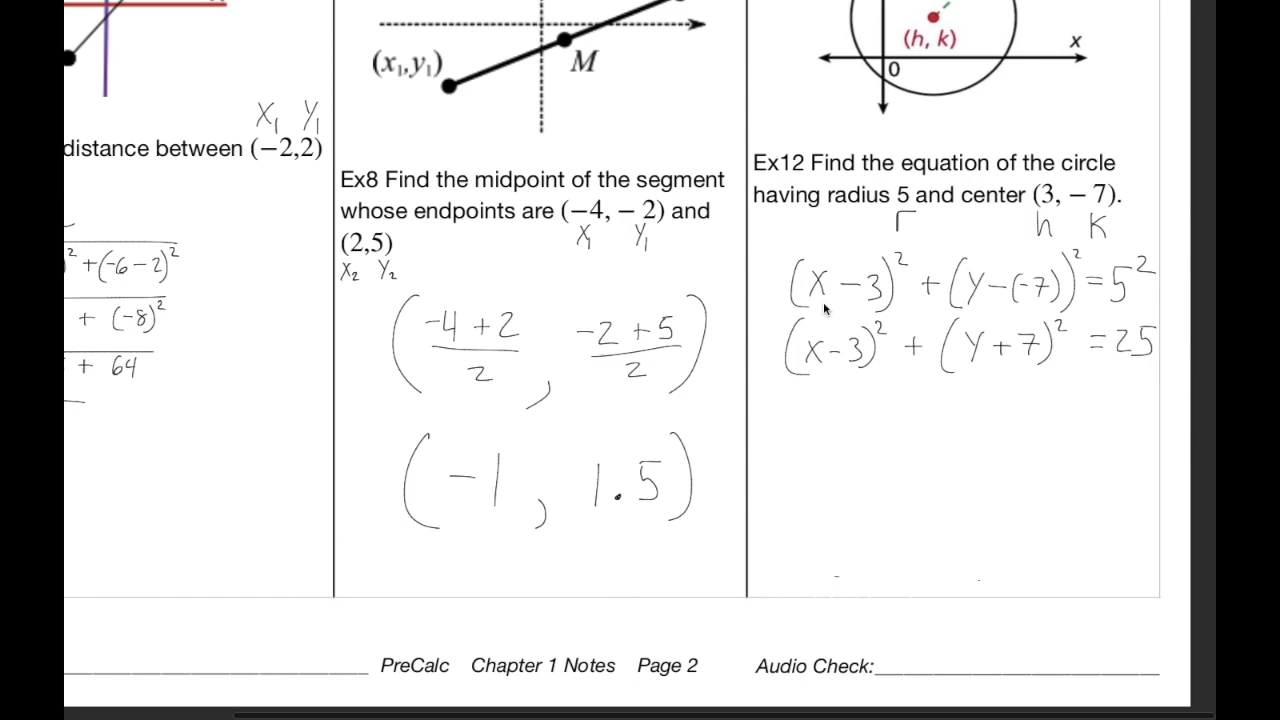 X₁ Y₁
distance between (−2,2)
² +(-6-2)²
+ (-8)²
+ 64
(x₁,y₁)
M
Ex8 Find the midpoint of the segment
whose endpoints are (−4, − 2) and
X₁ Y₁
(2,5)
X₂ Y₂
(-4+2/2, -2+5/2)
(-1, 1.5)
(h, k)
x
0
Ex12 Find the equation of the circle
having radius 5 and center (3, − 7).
r h k
(x-3)² + (y-(-7))² = 5²
(x-3)² + (y+7)² = 25
PreCalc Chapter 1 Notes Page 2 Audio Check: